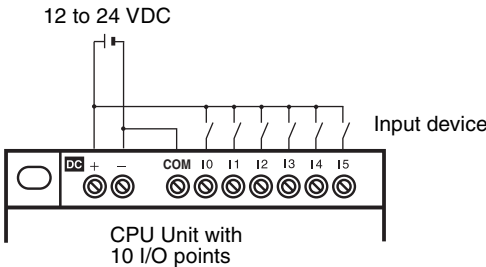 12 to 24 VDC
Input device
DC + − COM I0 I1 I2 I3 I4 I5
CPU Unit with
10 I/O points